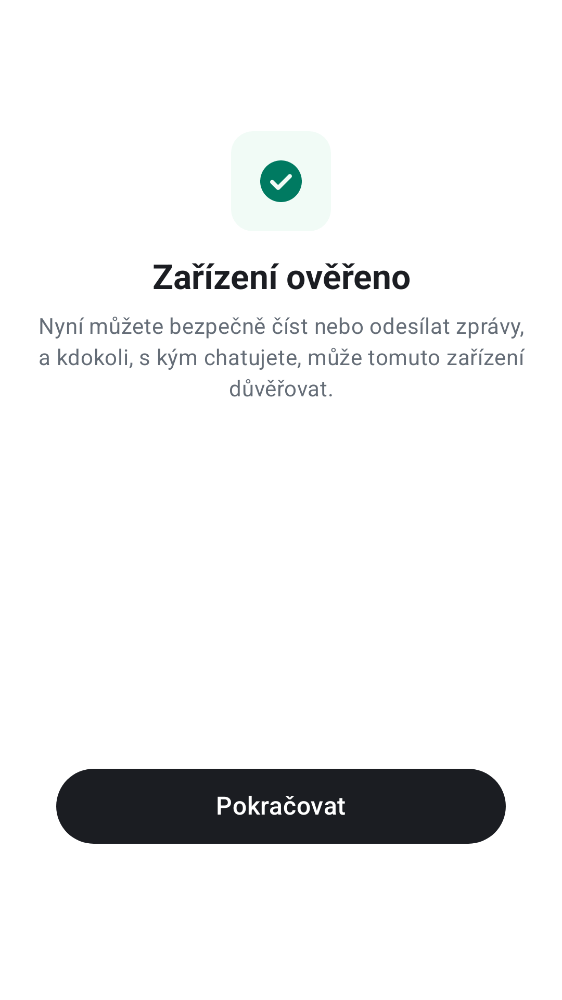 Zařízení ověřeno
Nyní můžete bezpečně číst nebo odesílat zprávy,
a kdokoli, s kým chatujete, může tomuto zařízení
důvěřovat.
Pokračovat